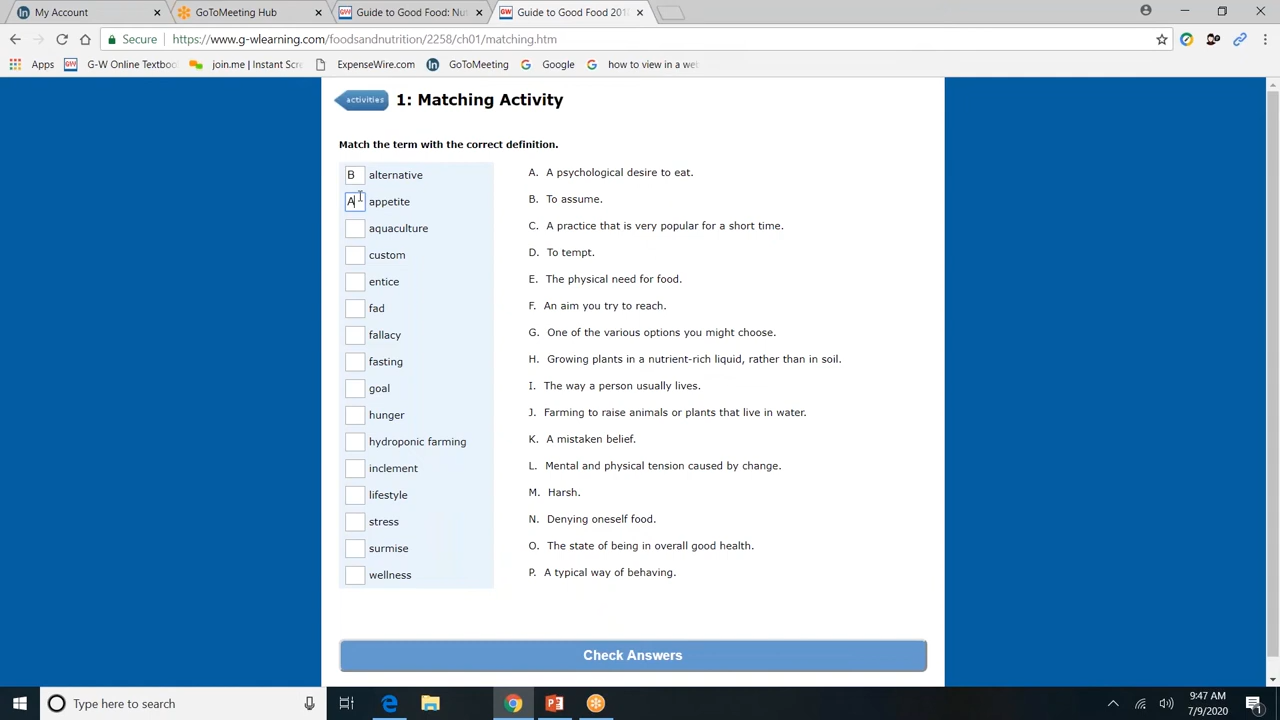 My Account
GoToMeeting Hub
Guide to Good Food: Nut
Guide to Good Food 201
Secure
https://www.g-wlearning.com/foodsandnutrition/2258/ch01/matching.htm
Apps
G-W Online Textboo
join.me | Instant Scre
ExpenseWire.com
GoToMeeting
Google
how to view in a web
activities
1: Matching Activity
Match the term with the correct definition.
B alternative
A appetite
aquaculture
custom
entice
fad
fallacy
fasting
goal
hunger
hydroponic farming
inclement
lifestyle
stress
surmise
wellness
A. A psychological desire to eat.
B. To assume.
C. A practice that is very popular for a short time.
D. To tempt.
E. The physical need for food.
F. An aim you try to reach.
G. One of the various options you might choose.
H. Growing plants in a nutrient-rich liquid, rather than in soil.
I. The way a person usually lives.
J. Farming to raise animals or plants that live in water.
K. A mistaken belief.
L. Mental and physical tension caused by change.
M. Harsh.
N. Denying oneself food.
O. The state of being in overall good health.
P. A typical way of behaving.
Check Answers
Type here to search
9:47 AM
7/9/2020